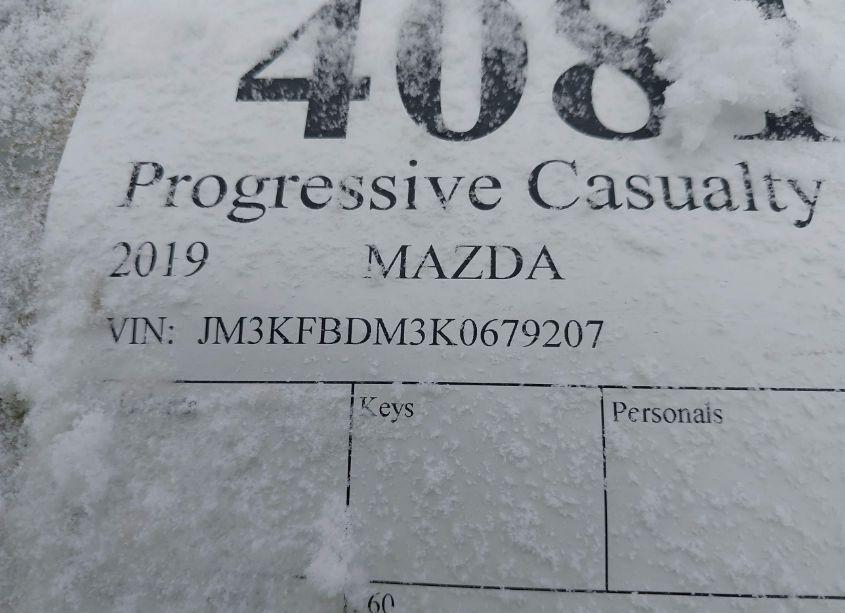 408
Progressive Casualty
2019 MAZDA
VIN: JM3KFBDM3K0679207
Keys Personals
60